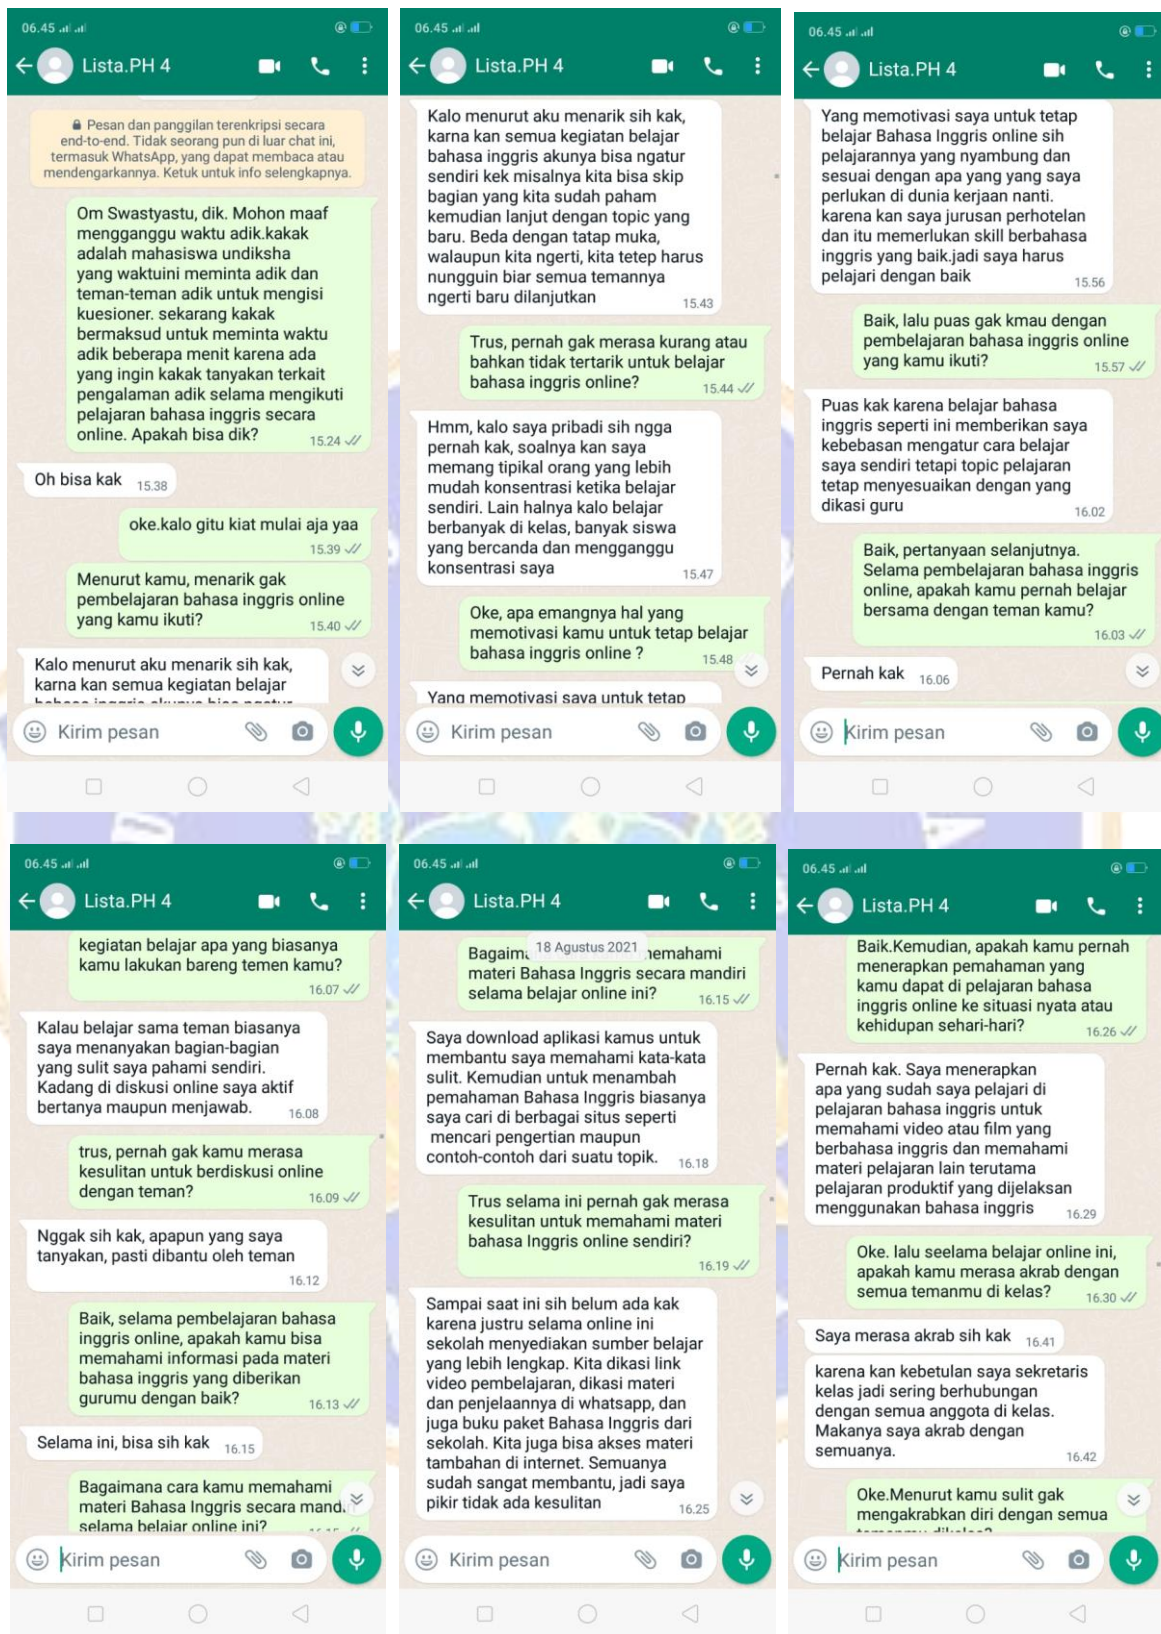 06.45
Lista.PH 4
Pesan dan panggilan terenkripsi secara
end-to-end. Tidak seorang pun di luar chat ini,
termasuk WhatsApp, yang dapat membaca atau
mendengarkannya. Ketuk untuk info selengkapnya.
Om Swastyastu, dik. Mohon maaf
mengganggu waktu adik.kakak
adalah mahasiswa undiksha
yang waktuini meminta adik dan
teman-teman adik untuk mengisi
kuesioner. sekarang kakak
bermaksud untuk meminta waktu
adik beberapa menit karena ada
yang ingin kakak tanyakan terkait
pengalaman adik selama mengikuti
pelajaran bahasa inggris secara
online. Apakah bisa dik?
15.24
Oh bisa kak
15.38
oke.kalo gitu kiat mulai aja yaa
15.39
Menurut kamu, menarik gak
pembelajaran bahasa inggris online
yang kamu ikuti?
15.40
Kalo menurut aku menarik sih kak,
karna kan semua kegiatan belajar
bahasa inggris akunya bisa ngatur
Kirim pesan
06.45
Lista.PH 4
Kalo menurut aku menarik sih kak,
karna kan semua kegiatan belajar
bahasa inggris akunya bisa ngatur
sendiri kek misalnya kita bisa skip
bagian yang kita sudah paham
kemudian lanjut dengan topic yang
baru. Beda dengan tatap muka,
walaupun kita ngerti, kita tetep harus
nungguin biar semua temannya
ngerti baru dilanjutkan
15.43
Trus, pernah gak merasa kurang atau
bahkan tidak tertarik untuk belajar
bahasa inggris online?
15.44
Hmm, kalo saya pribadi sih ngga
pernah kak, soalnya kan saya
memang tipikal orang yang lebih
mudah konsentrasi ketika belajar
sendiri. Lain halnya kalo belajar
berbanyak di kelas, banyak siswa
yang bercanda dan mengganggu
konsentrasi saya
15.47
Oke, apa emangnya hal yang
memotivasi kamu untuk tetap belajar
bahasa inggris online ?
15.48
Yang memotivasi saya untuk tetap
Kirim pesan
06.45
Lista.PH 4
Yang memotivasi saya untuk tetap
belajar Bahasa Inggris online sih
pelajarannya yang nyambung dan
sesuai dengan apa yang yang saya
perlukan di dunia kerjaan nanti.
karena kan saya jurusan perhotelan
dan itu memerlukan skill berbahasa
inggris yang baik.jadi saya harus
pelajari dengan baik
15.56
Baik, lalu puas gak kmau dengan
pembelajaran bahasa inggris online
yang kamu ikuti?
15.57
Puas kak karena belajar bahasa
inggris seperti ini memberikan saya
kebebasan mengatur cara belajar
saya sendiri tetapi topic pelajaran
tetap menyesuaikan dengan yang
dikasi guru
16.02
Baik, pertanyaan selanjutnya.
Selama pembelajaran bahasa inggris
online, apakah kamu pernah belajar
bersama dengan teman kamu?
16.03
Pernah kak
16.06
Kirim pesan
06.45
Lista.PH 4
kegiatan belajar apa yang biasanya
kamu lakukan bareng temen kamu?
16.07
Kalau belajar sama teman biasanya
saya menanyakan bagian-bagian
yang sulit saya pahami sendiri.
Kadang di diskusi online saya aktif
bertanya maupun menjawab.
16.08
trus, pernah gak kamu merasa
kesulitan untuk berdiskusi online
dengan teman?
16.09
Nggak sih kak, apapun yang saya
tanyakan, pasti dibantu oleh teman
16.12
Baik, selama pembelajaran bahasa
inggris online, apakah kamu bisa
memahami informasi pada materi
bahasa inggris yang diberikan
gurumu dengan baik?
16.13
Selama ini, bisa sih kak
16.15
Bagaimana cara kamu memahami
materi Bahasa Inggris secara mand
selama belajar online ini?
Kirim pesan
06.45
Lista.PH 4
18 Agustus 2021
memahami
materi Bahasa Inggris secara mandiri
selama belajar online ini?
16.15
Saya download aplikasi kamus untuk
membantu saya memahami kata-kata
sulit. Kemudian untuk menambah
pemahaman Bahasa Inggris biasanya
saya cari di berbagai situs seperti
mencari pengertian maupun
contoh-contoh dari suatu topik.
16.18
Trus selama ini pernah gak merasa
kesulitan untuk memahami materi
bahasa Inggris online sendiri?
16.19
Sampai saat ini sih belum ada kak
karena justru selama online ini
sekolah menyediakan sumber belajar
yang lebih lengkap. Kita dikasi link
video pembelajaran, dikasi materi
dan penjelaannya di whatsapp, dan
juga buku paket Bahasa Inggris dari
sekolah. Kita juga bisa akses materi
tambahan di internet. Semuanya
sudah sangat membantu, jadi saya
pikir tidak ada kesulitan
16.25
Kirim pesan
06.45
Lista.PH 4
Baik.Kemudian, apakah kamu pernah
menerapkan pemahaman yang
kamu dapat di pelajaran bahasa
inggris online ke situasi nyata atau
kehidupan sehari-hari?
16.26
Pernah kak. Saya menerapkan
apa yang sudah saya pelajari di
pelajaran bahasa inggris untuk
memahami video atau film yang
berbahasa inggris dan memahami
materi pelajaran lain terutama
pelajaran produktif yang dijelaksan
menggunakan bahasa inggris
16.29
Oke. lalu seelama belajar online ini,
apakah kamu merasa akrab dengan
semua temanmu di kelas?
16.30
Saya merasa akrab sih kak
16.41
karena kan kebetulan saya sekretaris
kelas jadi sering berhubungan
dengan semua anggota di kelas.
Makanya saya akrab dengan
semuanya.
16.42
Oke.Menurut kamu sulit gak
mengakrabkan diri dengan semua
Kirim pesan